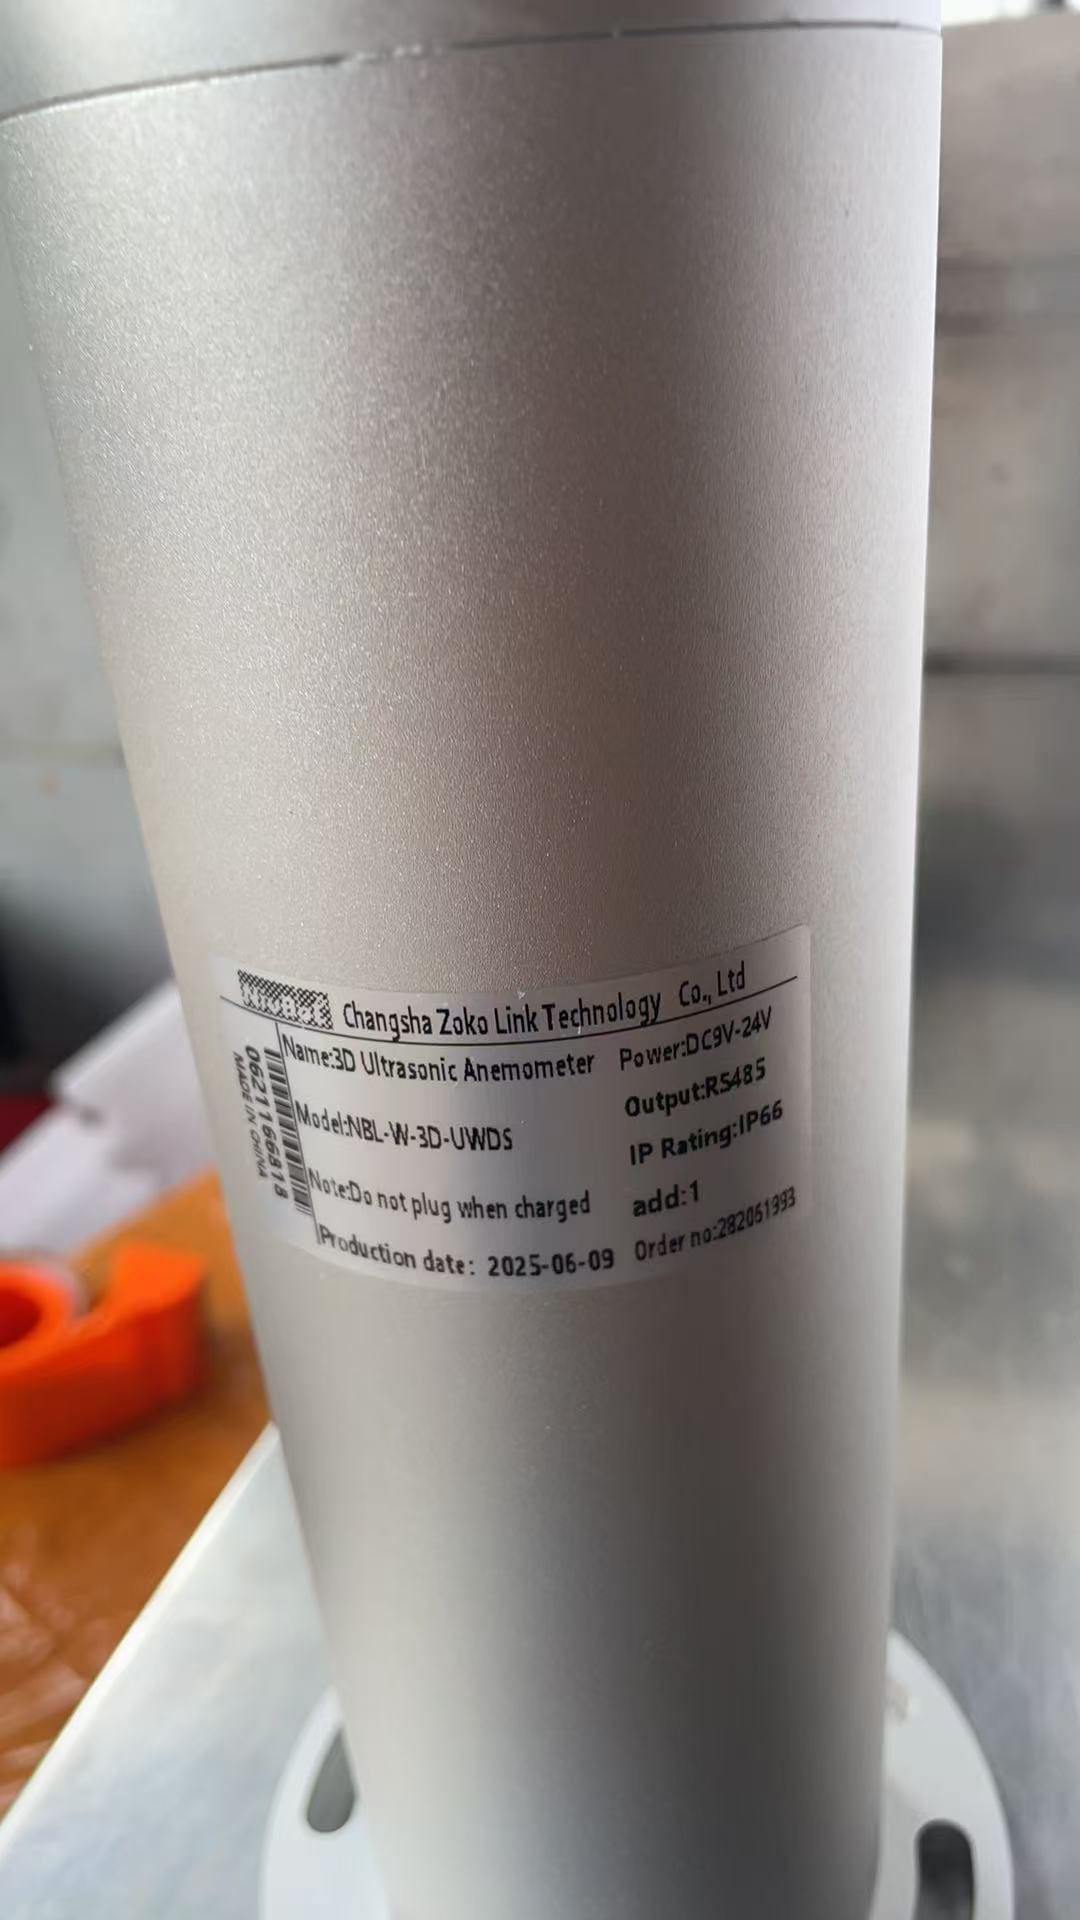 Changsha Zoko Link Technology Co., Ltd
Name:3D Ultrasonic Anemometer Power:DC9V-24V
Output:RS485
Model:NBL-W-3D-UWDS
IP Rating:IP66
Note:Do not plug when charged
add:1
Production date: 2025-06-09 Order no:282061993
0621166818
MADE IN CHINA